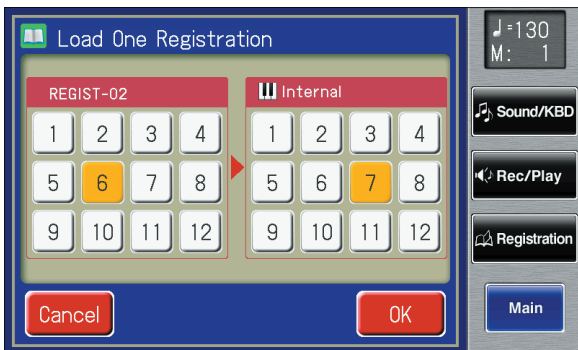 Load One Registration
REGIST-02
1 2 3 4
5 6 7 8
9 10 11 12
Internal
1 2 3 4
5 6 7 8
9 10 11 12
Cancel
OK
♩=130
M: 1
Sound/KBD
Rec/Play
Registration
Main